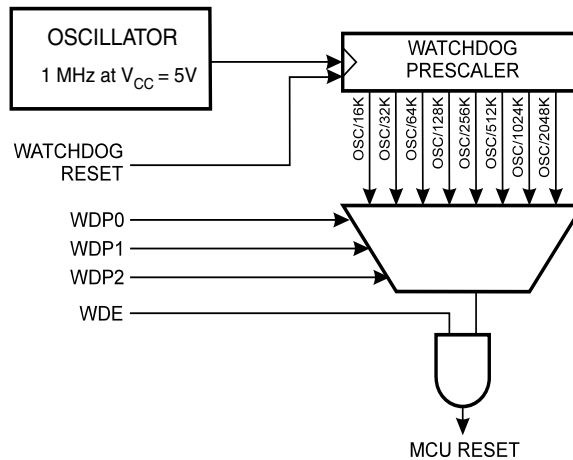 OSCILLATOR
1 MHz at VCC = 5V
WATCHDOG
PRESCALER
OSC/16K
OSC/32K
OSC/64K
OSC/128K
OSC/256K
OSC/512K
OSC/1024K
OSC/2048K
WATCHDOG
RESET
WDP0
WDP1
WDP2
WDE
MCU RESET